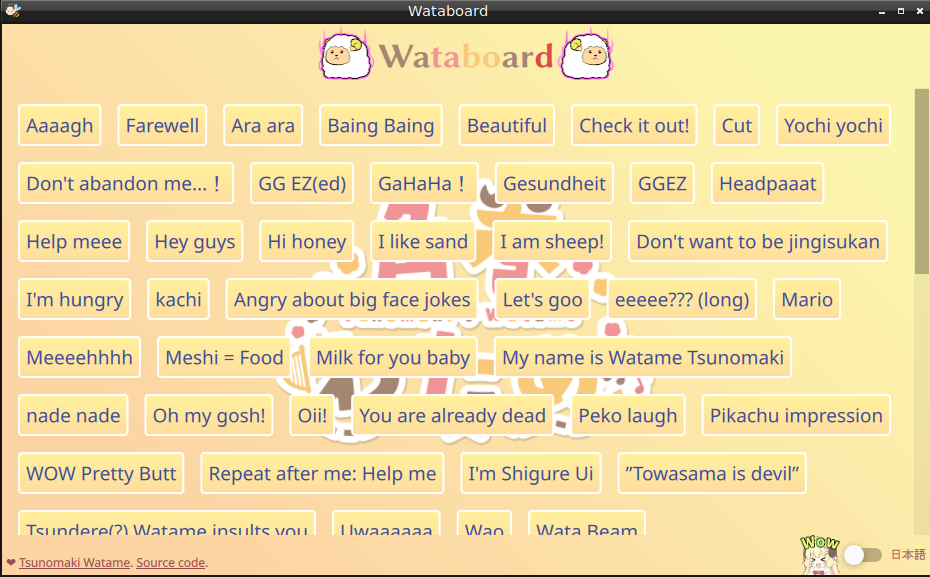 Wataboard
Wataboard
Aaaagh Farewell Ara ara Baing Baing Beautiful Check it out! Cut Yochi yochi
Don't abandon me...！ GG EZ(ed) GaHaHa！ Gesundheit GGEZ Headpaaat
Help meee Hey guys Hi honey I like sand I am sheep! Don't want to be jingisukan
I'm hungry kachi Angry about big face jokes Let's goo eeeee??? (long) Mario
Meeeehhhh Meshi = Food Milk for you baby My name is Watame Tsunomaki
nade nade Oh my gosh! Oii! You are already dead Peko laugh Pikachu impression
WOW Pretty Butt Repeat after me: Help me I'm Shigure Ui ”Towasama is devil”
Tsundere(?) Watame insults you Uwaaaaaa Wao Wata Beam
WOW
❤ Tsunomaki Watame. Source code. 日本語